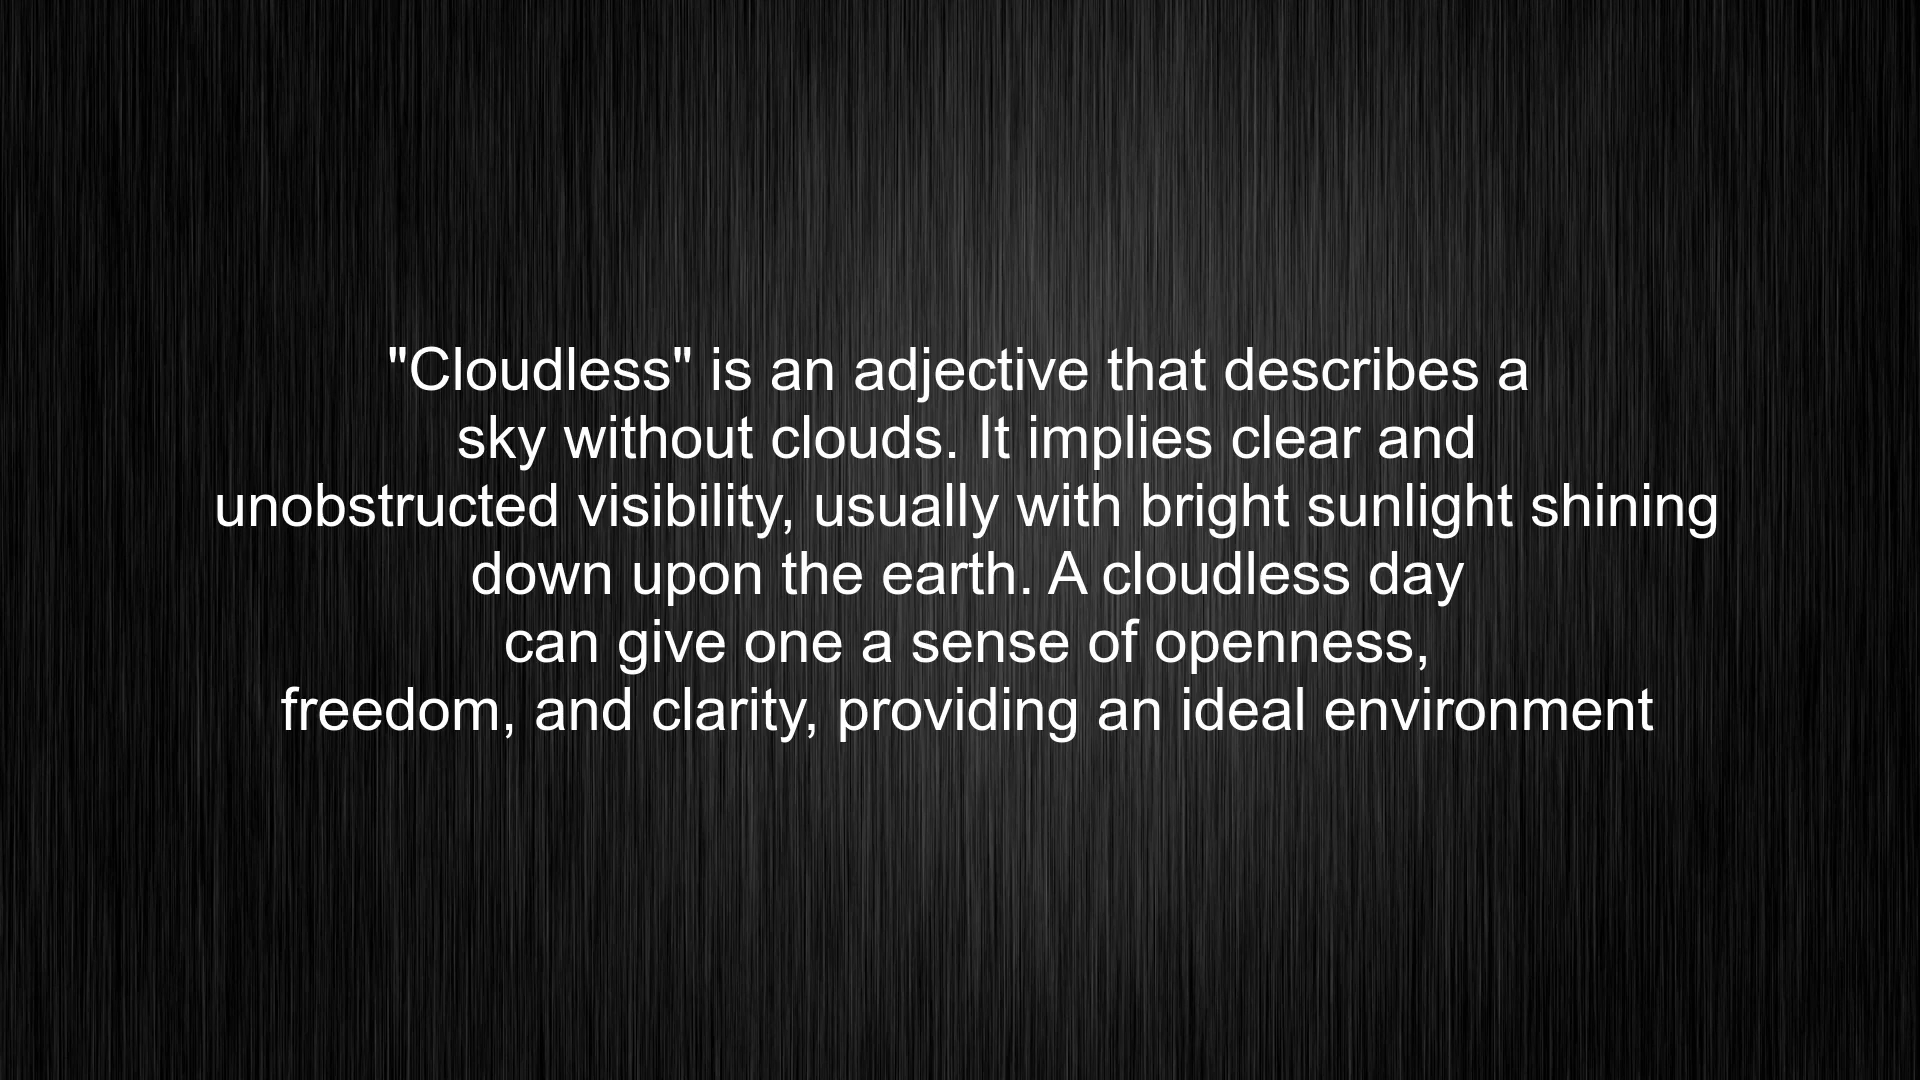 "Cloudless" is an adjective that describes a
sky without clouds. It implies clear and
unobstructed visibility, usually with bright sunlight shining
down upon the earth. A cloudless day
can give one a sense of openness,
freedom, and clarity, providing an ideal environment